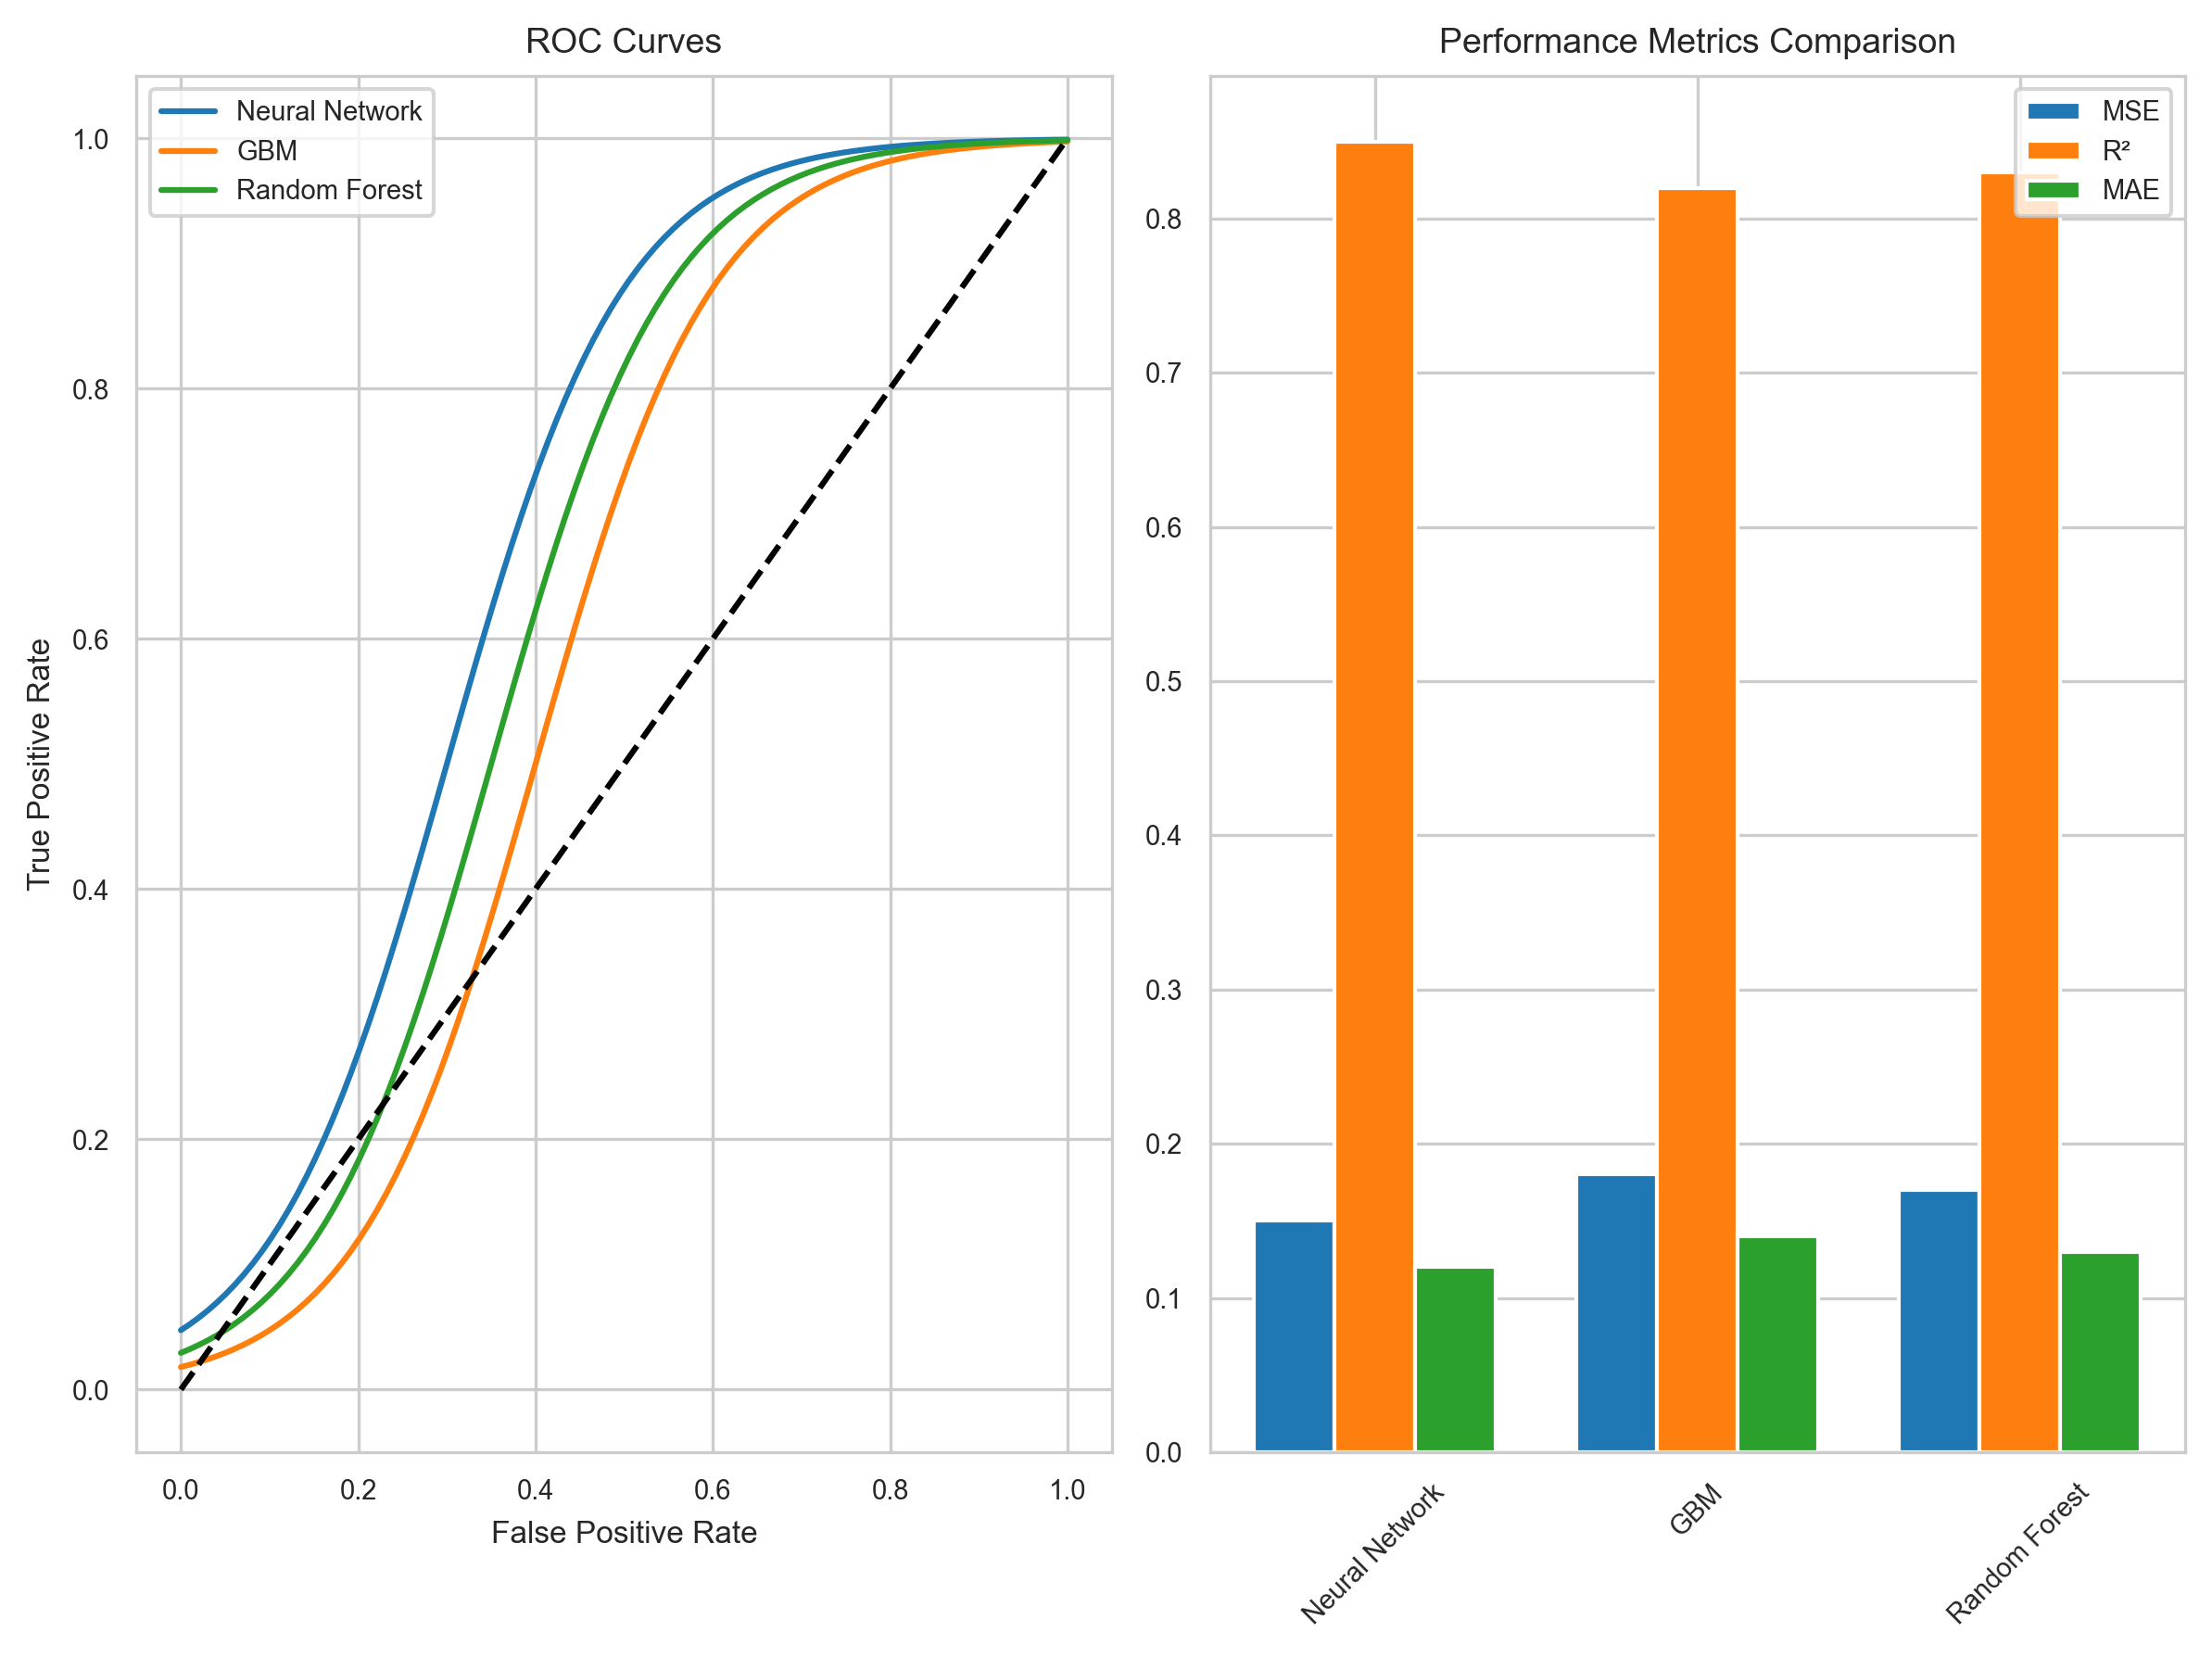 ROC Curves
Neural Network
GBM
Random Forest
1.0
0.8
0.6
0.4
0.2
0.0
True Positive Rate
0.0 0.2 0.4 0.6 0.8 1.0
False Positive Rate
Performance Metrics Comparison
MSE
R²
MAE
0.8
0.7
0.6
0.5
0.4
0.3
0.2
0.1
0.0
Neural Network
GBM
Random Forest